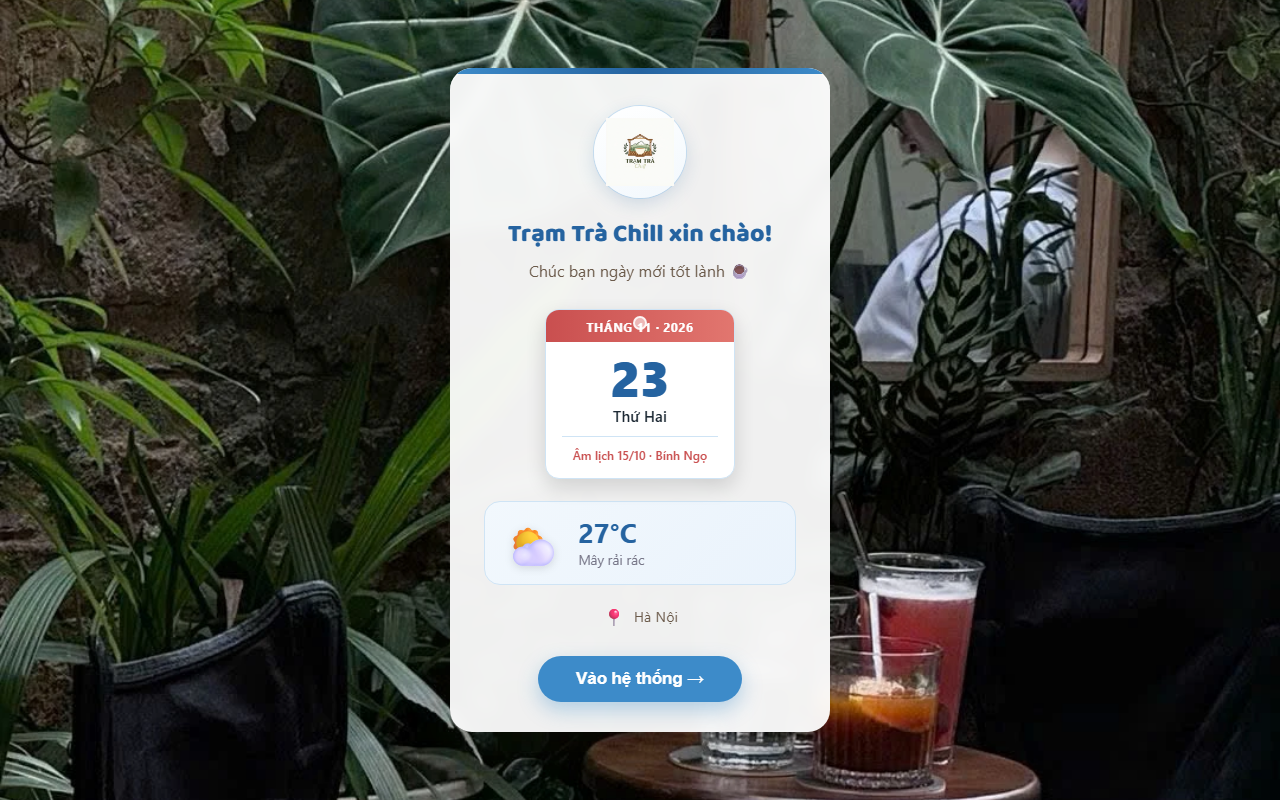 TRẠM TRÀ
Trạm Trà Chill xin chào!
Chúc bạn ngày mới tốt lành
THÁNG 11 · 2026
23
Thứ Hai
Âm lịch 15/10 · Bính Ngọ
27°C
Mây rải rác
Hà Nội
Vào hệ thống →